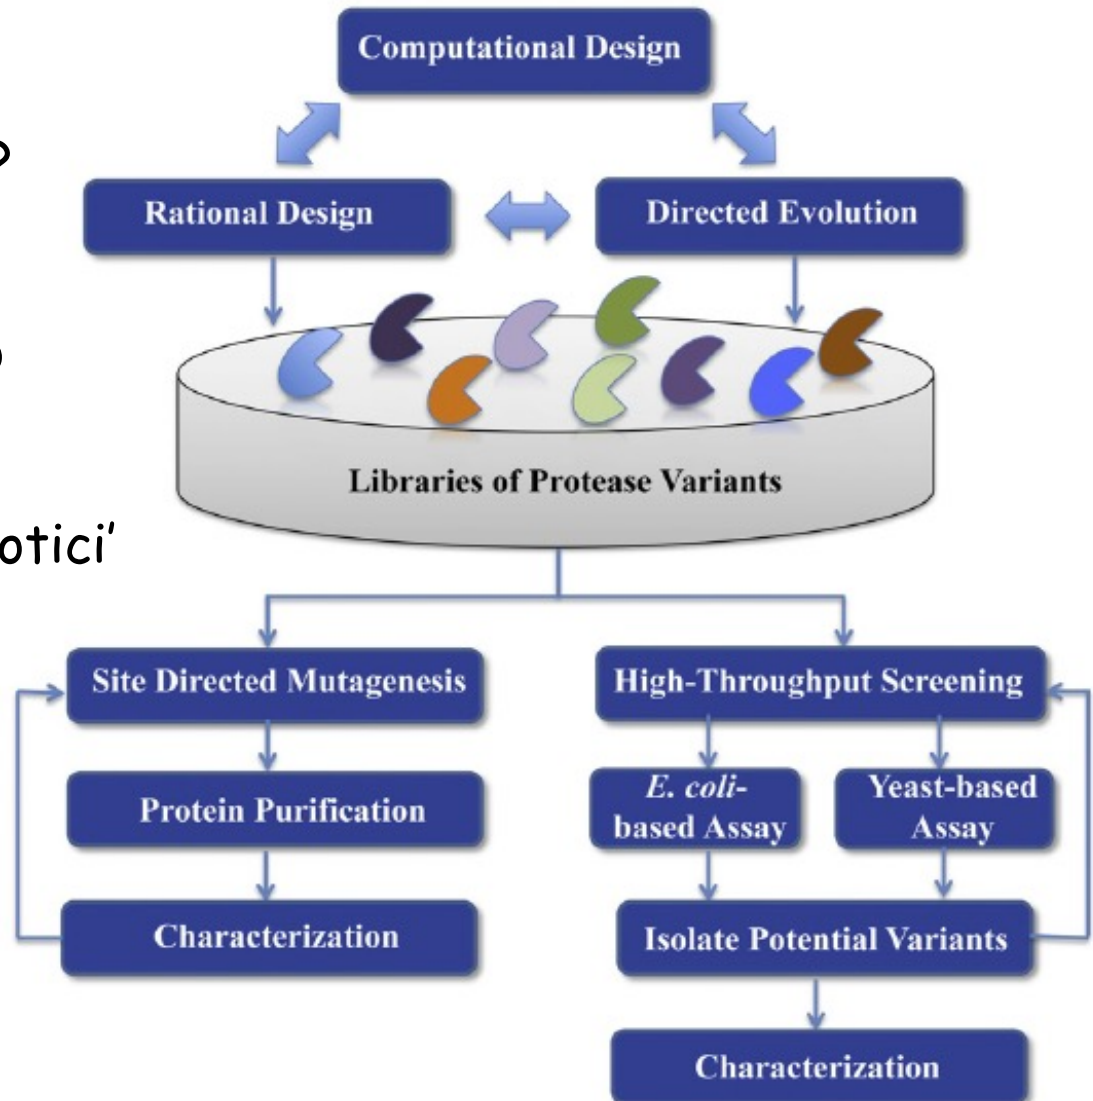 Computational Design
Rational Design
Directed Evolution
Libraries of Protease Variants
otici'
Site Directed Mutagenesis
High-Throughput Screening
Protein Purification
E. coli-
based Assay
Yeast-based
Assay
Characterization
Isolate Potential Variants
Characterization